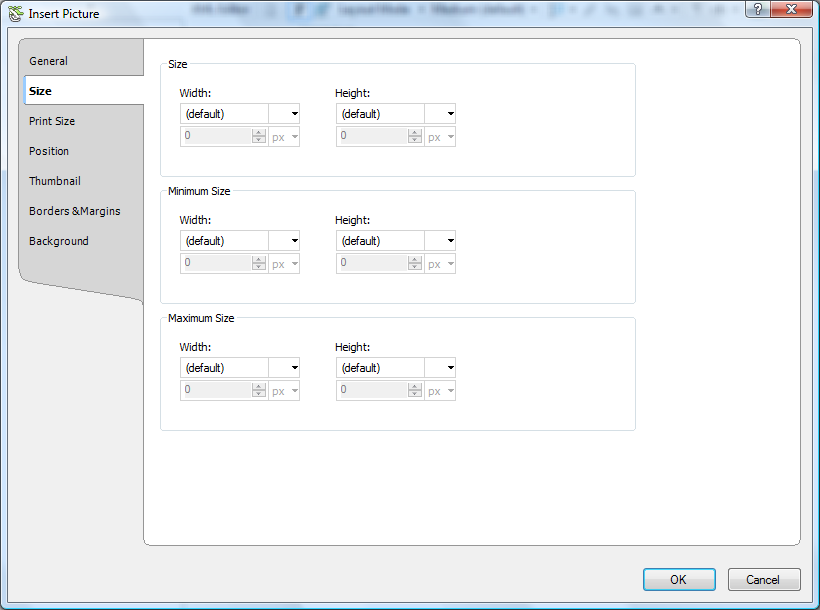 Insert Picture
?
X
General
Size
Print Size
Position
Thumbnail
Borders &Margins
Background
Size
Width: Height:
(default) (default)
0 px 0 px
Minimum Size
Width: Height:
(default) (default)
0 px 0 px
Maximum Size
Width: Height:
(default) (default)
0 px 0 px
OK Cancel